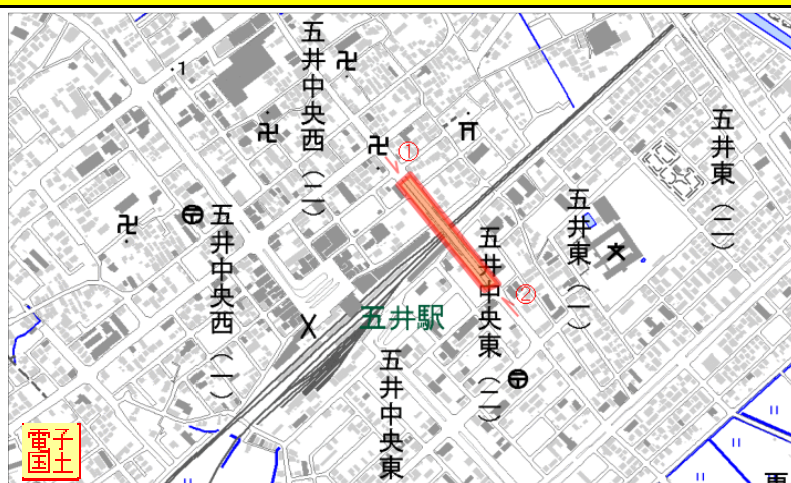 五井中央西(二)
・1
①
五井東(二)
五井東(一)
五井中央西(一)
五井中央東(二)
②
五井駅
五井中央東
電子
国土